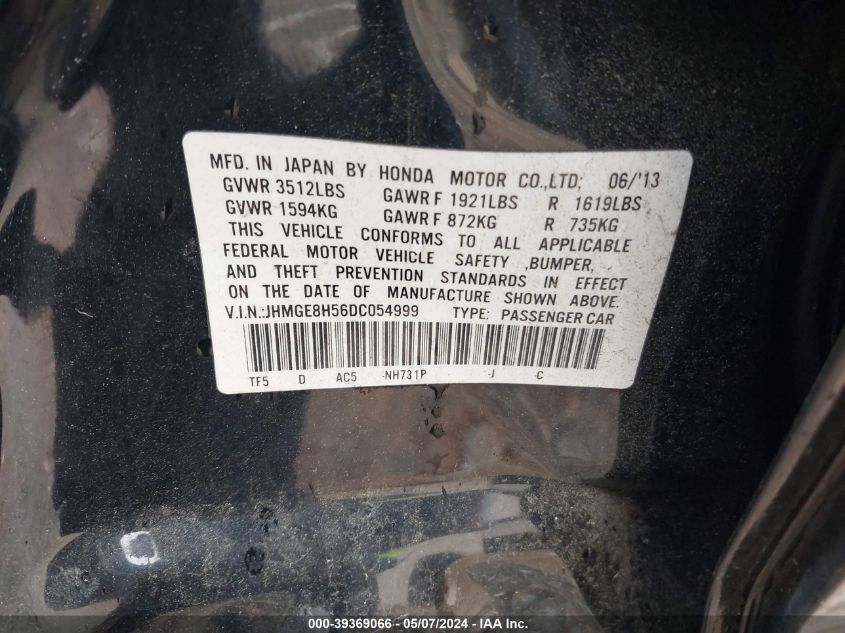 MFD. IN JAPAN BY HONDA MOTOR CO.,LTD; 06/'13
GVWR 3512LBS GAWR F 1921LBS R 1619LBS
GVWR 1594KG GAWR F 872KG R 735KG
THIS VEHICLE CONFORMS TO ALL APPLICABLE
FEDERAL MOTOR VEHICLE SAFETY ,BUMPER,
AND THEFT PREVENTION STANDARDS IN EFFECT
ON THE DATE OF MANUFACTURE SHOWN ABOVE.
V.I.N.:JHMGE8H56DC054999 TYPE: PASSENGER CAR
TF5 D AC5 -NH731P -J -C
000-39369066 - 05/07/2024 - IAA Inc.